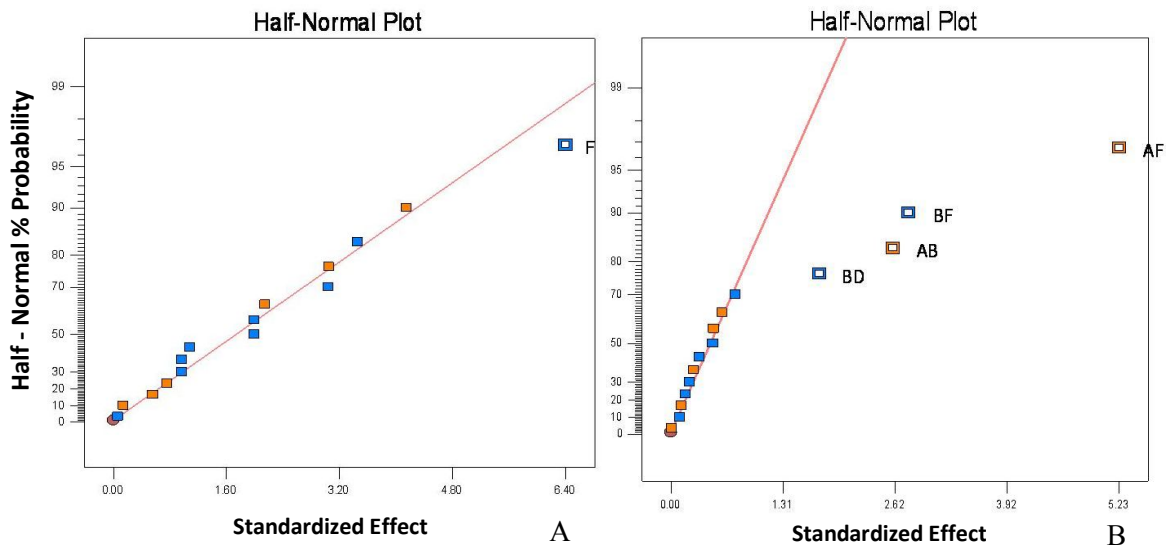 Half-Normal Plot
Half - Normal % Probability
99
95
90
80
70
50
30
20
10
0
F
0.00 1.60 3.20 4.80 6.40
Standardized Effect
A
Half-Normal Plot
99
95
90
80
70
50
30
20
10
0
AF
BF
AB
BD
0.00 1.31 2.62 3.92 5.23
Standardized Effect
B